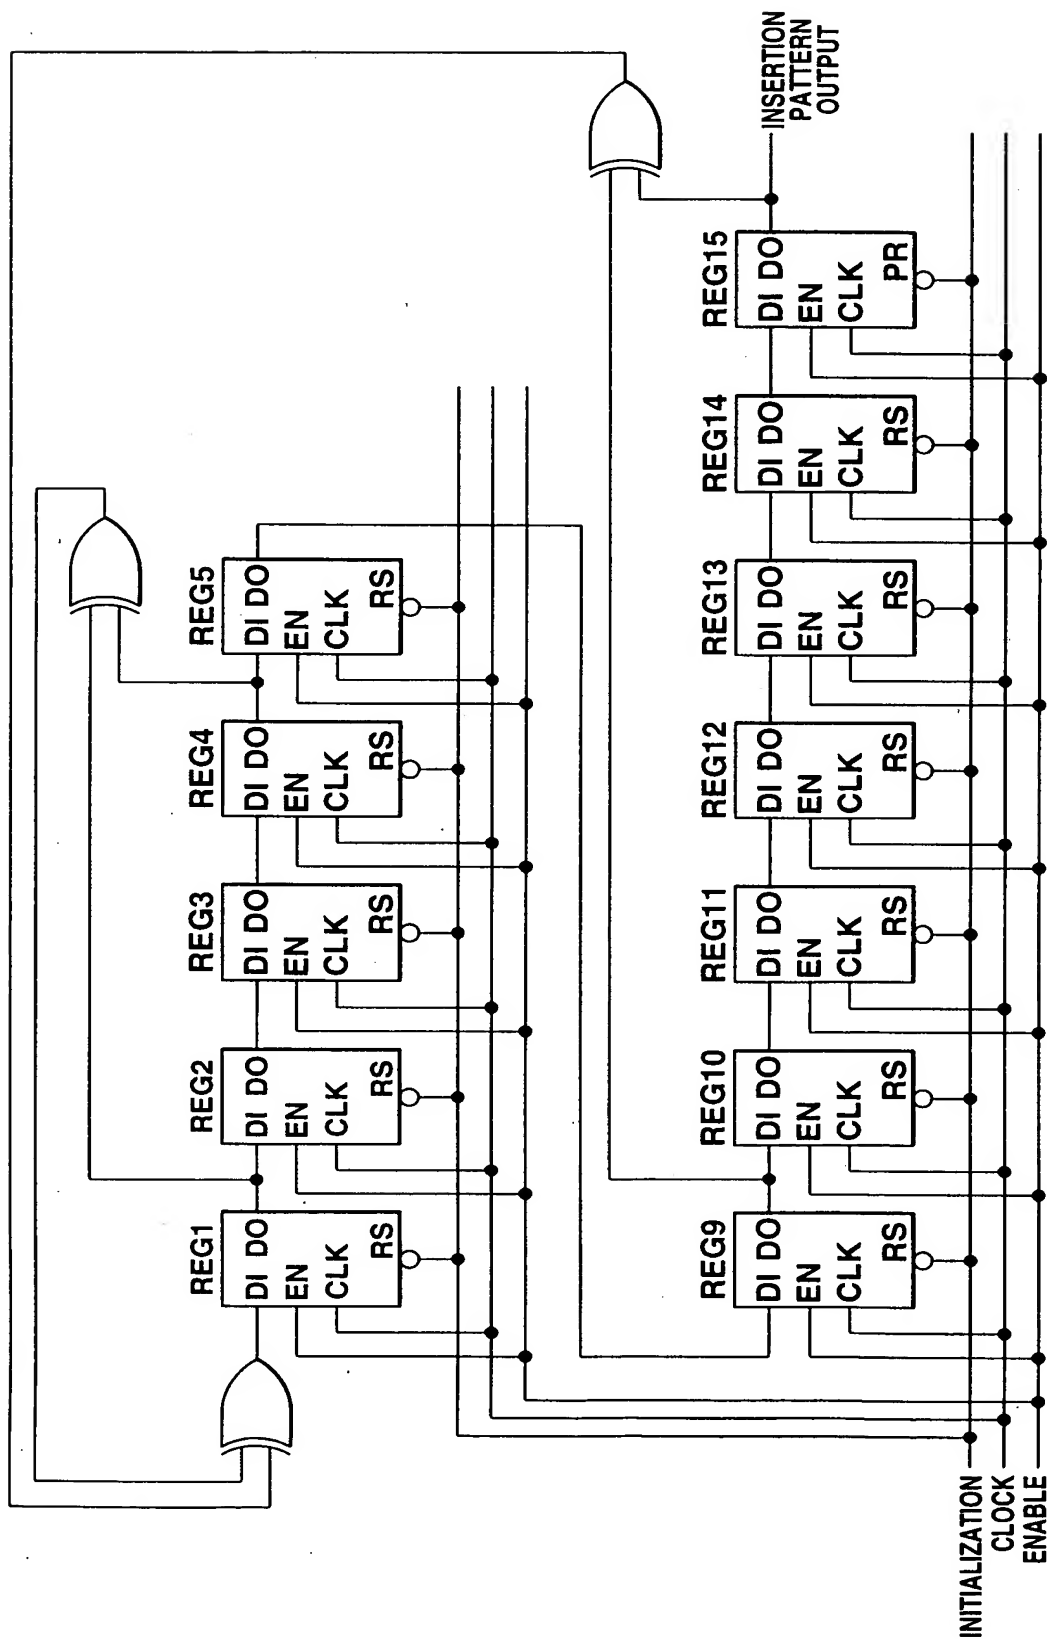 REG1
DI DO
EN
CLK
RS
REG2
DI DO
EN
CLK
RS
REG3
DI DO
EN
CLK
RS
REG4
DI DO
EN
CLK
RS
REG5
DI DO
EN
CLK
RS
REG9
DI DO
EN
CLK
RS
REG10
DI DO
EN
CLK
RS
REG11
DI DO
EN
CLK
RS
REG12
DI DO
EN
CLK
RS
REG13
DI DO
EN
CLK
RS
REG14
DI DO
EN
CLK
RS
REG15
DI DO
EN
CLK
PR
INSERTION
PATTERN
OUTPUT
INITIALIZATION
CLOCK
ENABLE